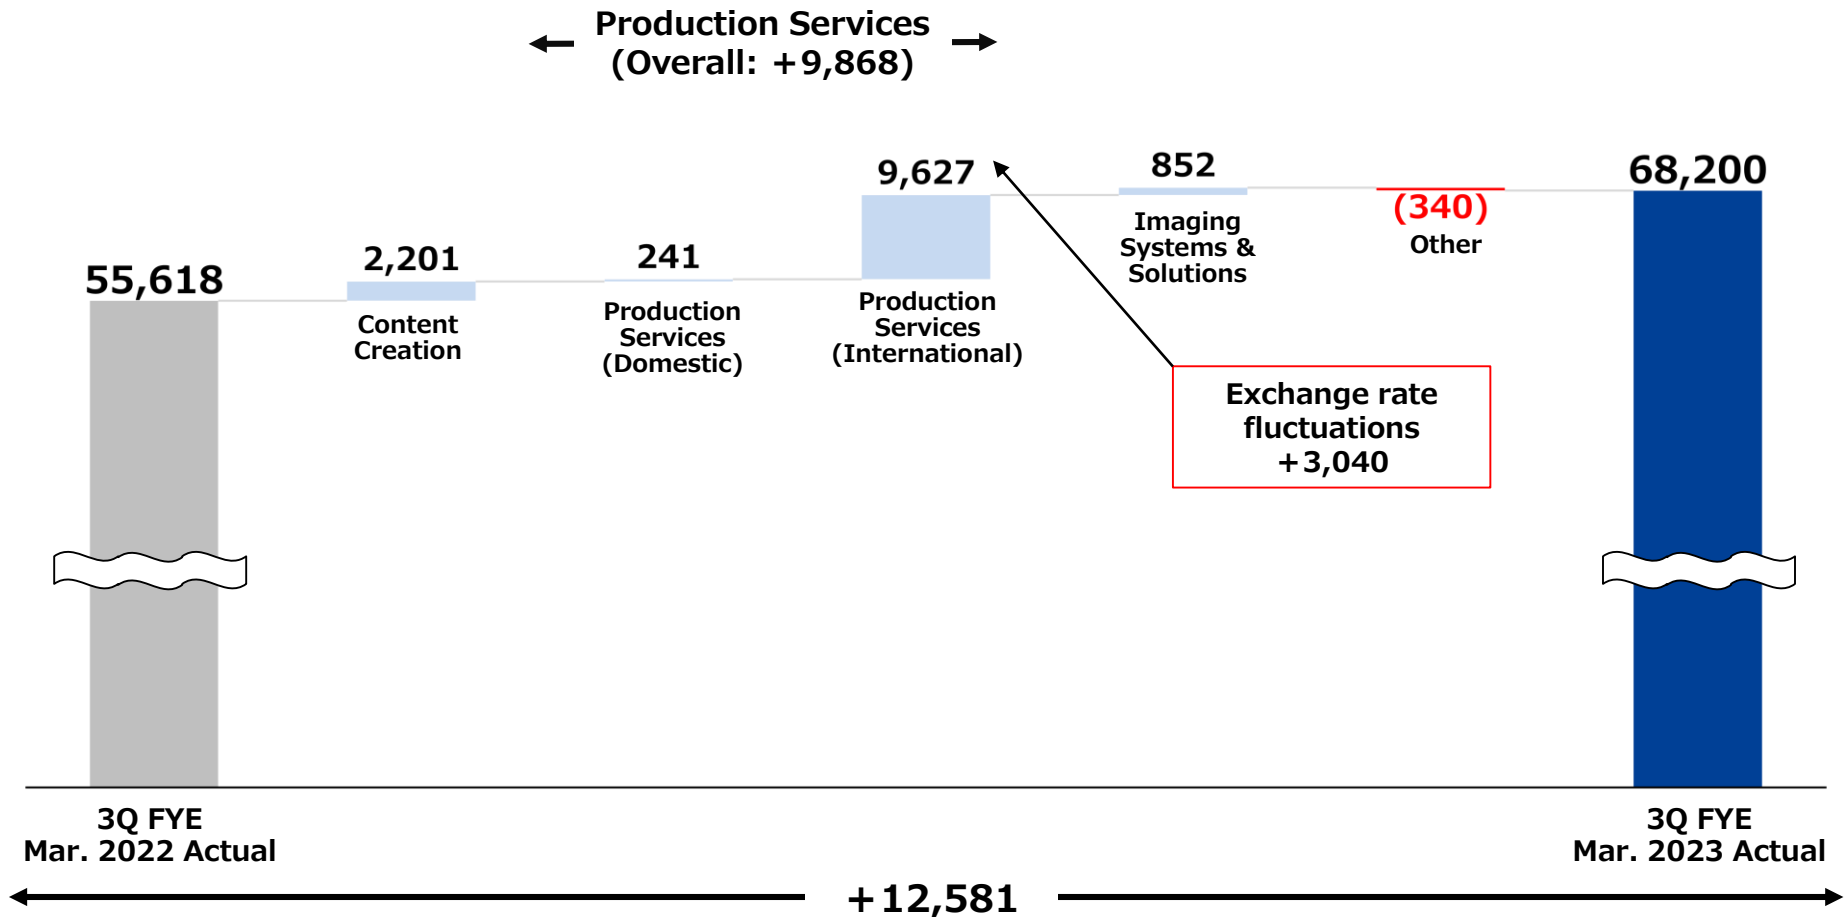 Production Services
(Overall: +9,868)
55,618
2,201
Content
Creation
241
Production
Services
(Domestic)
9,627
Production
Services
(International)
852
Imaging
Systems &
Solutions
(340)
Other
68,200
Exchange rate
fluctuations
+3,040
3Q FYE
Mar. 2022 Actual
3Q FYE
Mar. 2023 Actual
+12,581